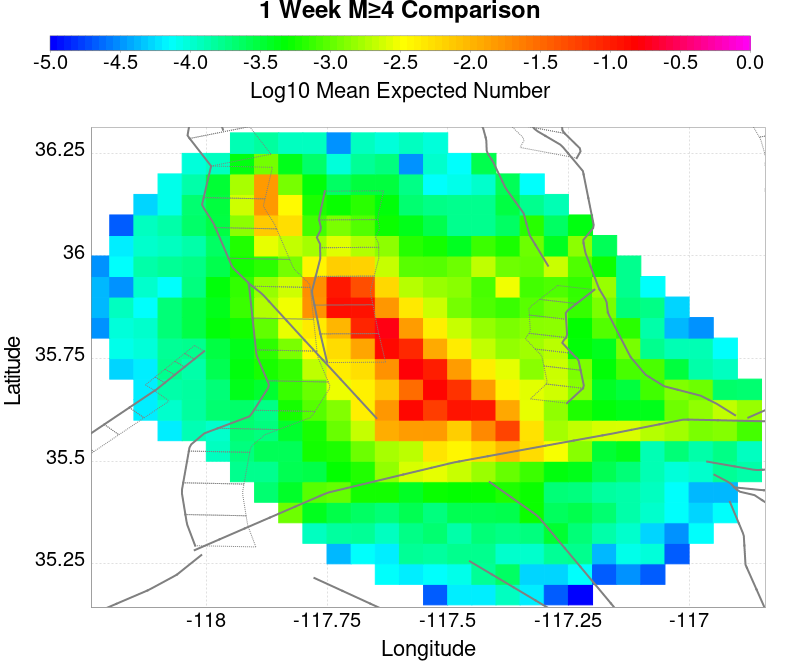 1 Week M≥4 Comparison
-5.0 -4.5 -4.0 -3.5 -3.0 -2.5 -2.0 -1.5 -1.0 -0.5 0.0
Log10 Mean Expected Number
36.25
36
35.75
35.5
35.25
Latitude
-118 -117.75 -117.5 -117.25 -117
Longitude